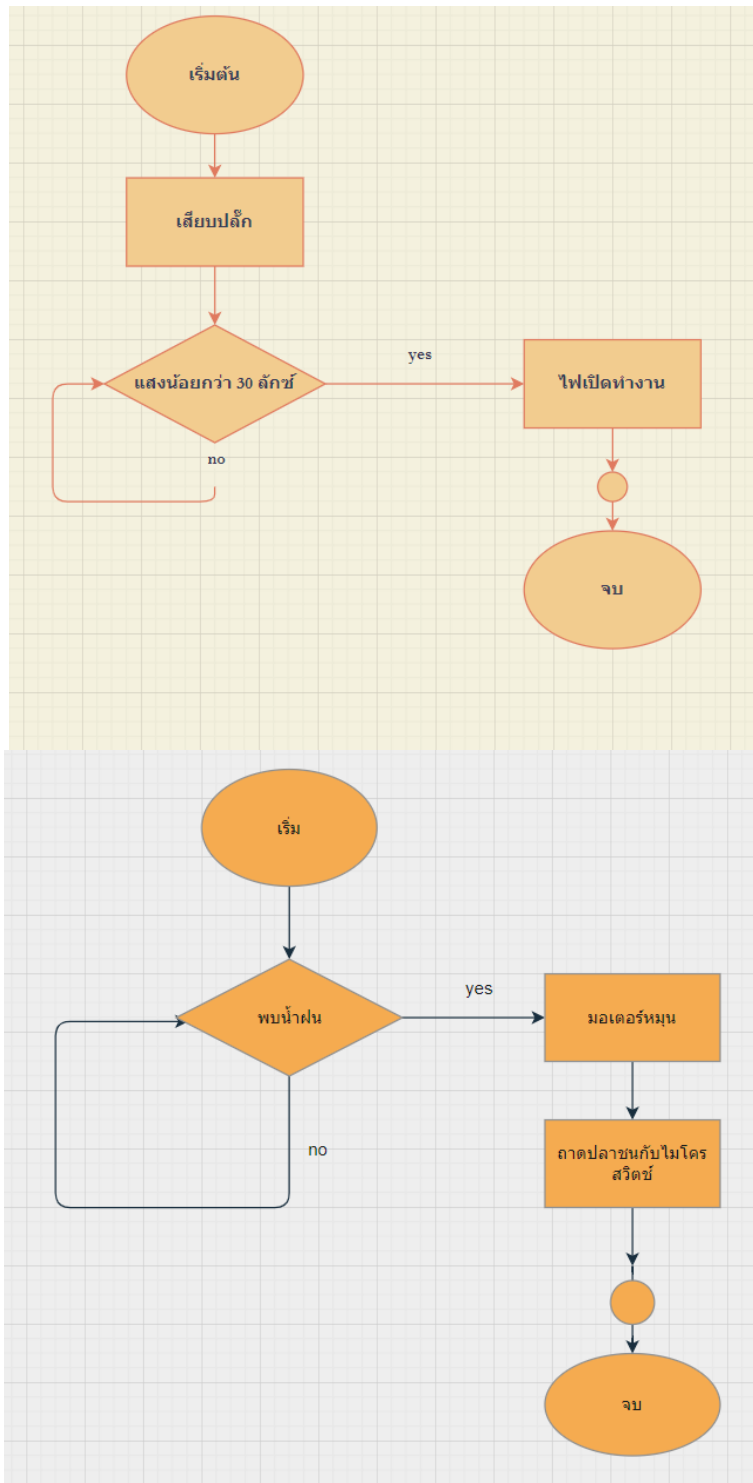 เริ่มต้น
เสียบปลั๊ก
แสงน้อยกว่า 30 ลักซ์
yes
ไฟเปิดทำงาน
no
จบ
เริ่ม
พบน้ำฝน
yes
มอเตอร์หมุน
no
ถาดปลาชนกับไมโคร
สวิตช์
จบ